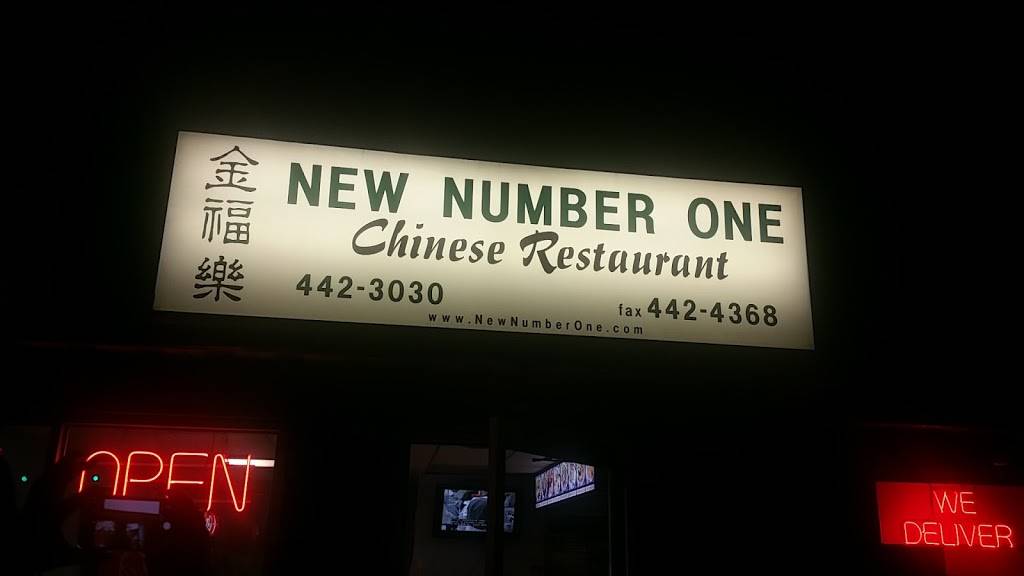 金福樂
NEW NUMBER ONE
Chinese Restaurant
442-3030
fax 442-4368
www.NewNumberOne.com
OPEN
WE
DELIVER